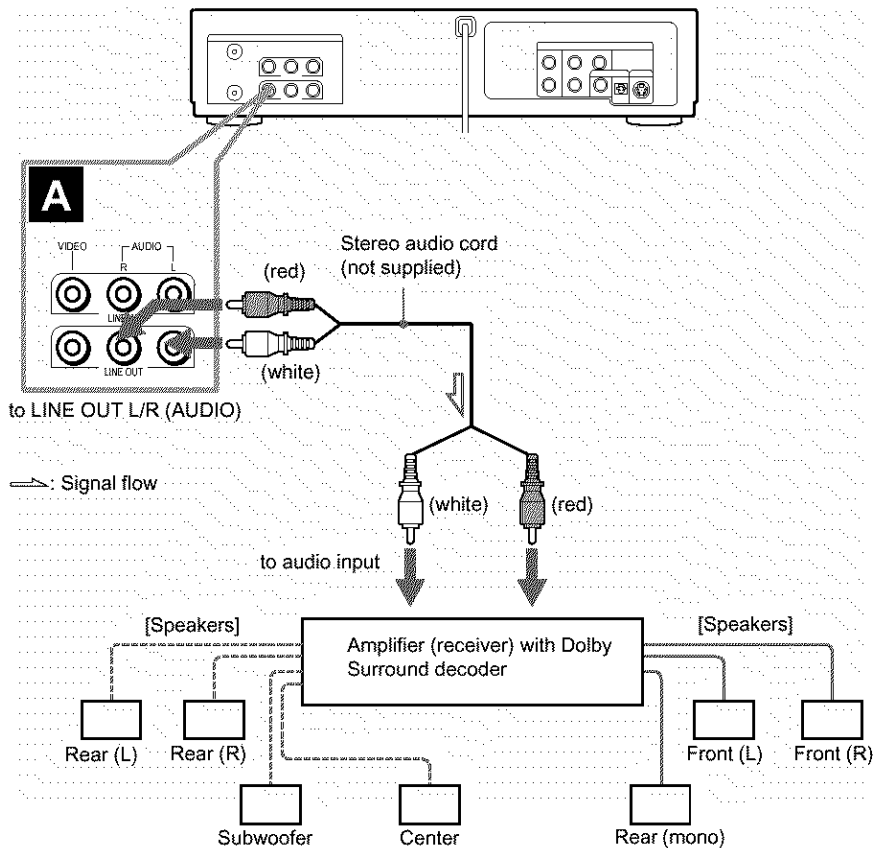 A
VIDEO
AUDIO
R
L
LINE
LINE OUT
to LINE OUT L/R (AUDIO)
(red)
(white)
Stereo audio cord
(not supplied)
: Signal flow
(white)
(red)
to audio input
[Speakers]
[Speakers]
Amplifier (receiver) with Dolby
Surround decoder
Rear (L)
Rear (R)
Front (L)
Front (R)
Subwoofer
Center
Rear (mono)